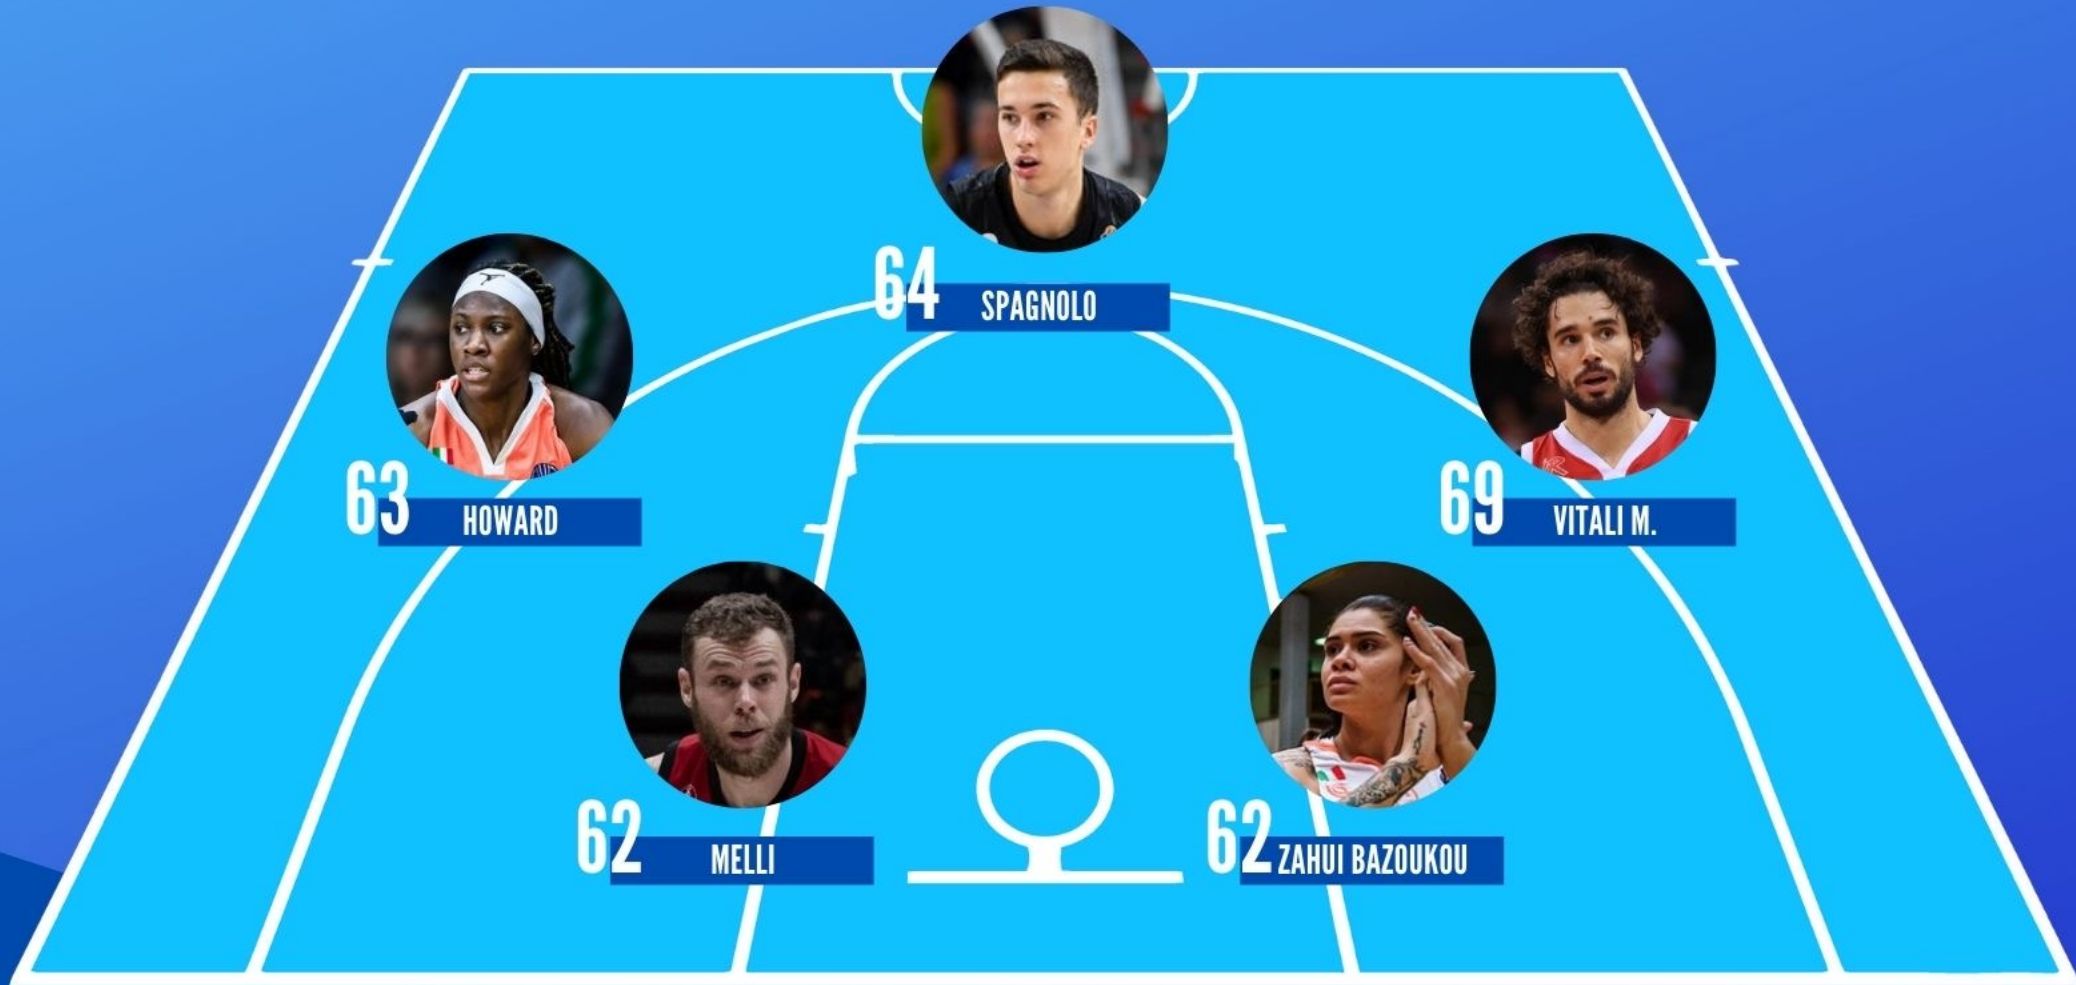 64 SPAGNOLO
63 HOWARD
69 VITALI M.
62 MELLI
62 ZAHUI BAZOUKOU